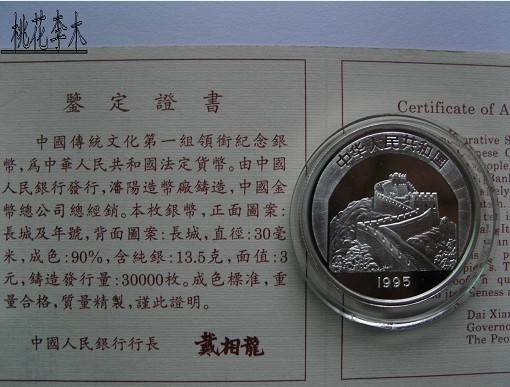 桃花李木
鑒定證書
中國傳統文化第一組領銜紀念銀
幣，為中華人民共和國法定貨幣。由中國
人民銀行發行，瀋陽造幣廠鑄造，中國金
幣總公司總經銷。本枚銀幣，正面圖案：
長城及年號，背面圖案：長城，直徑：30毫
米，成色：90%，含純銀：13.5克，面值：3
元，鑄造發行量：30000枚。成色標准，重
量合格，質量精製，謹此證明。
中國人民銀行行長 戴相龍
中华人民共和国
1995
Certificate of A
Dai Xian
Governo
The Peop